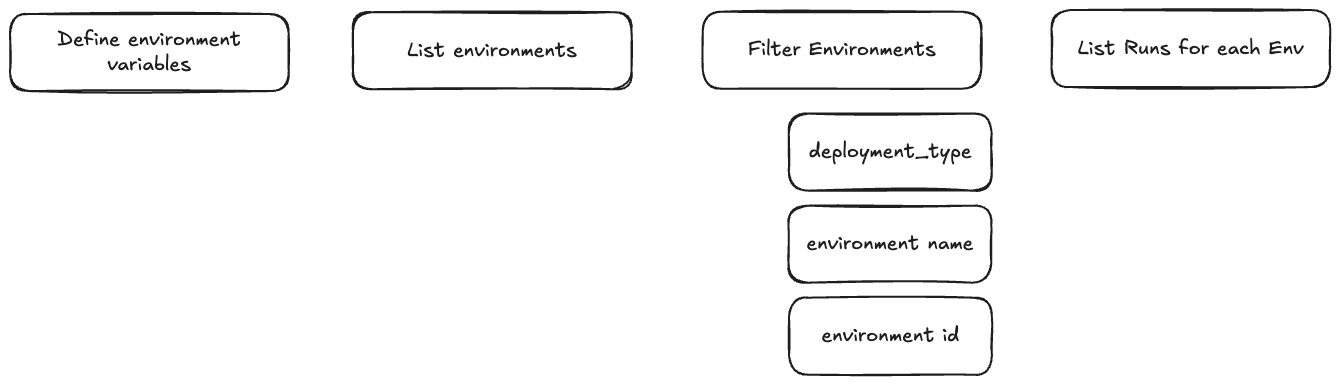 Define environment
variables
List environments
Filter Environments
List Runs for each Env
deployment_type
environment name
environment id